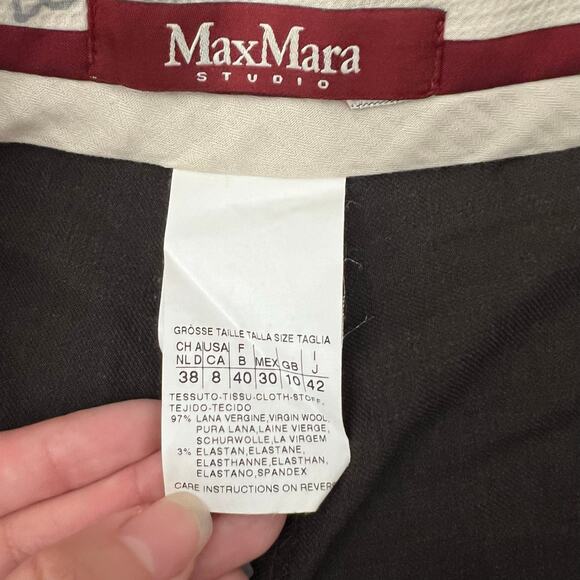 MaxMara
STUDIO
GRÖSSE TAILLE TALLA SIZE TAGLIA
CH A USA F I
NL D CA B MEX GB J
38 8 40 30 10 42
TESSUTO-TISSU-CLOTH-STOFF,
TEJIDO-TECIDO
97% LANA VERGINE,VIRGIN WOOL,
PURA LANA,LAINE VIERGE,
SCHURWOLLE,LA VIRGEM
3% ELASTAN,ELASTANE,
ELASTHANNE,ELASTHAN,
ELASTANO,SPANDEX
CARE INSTRUCTIONS ON REVER